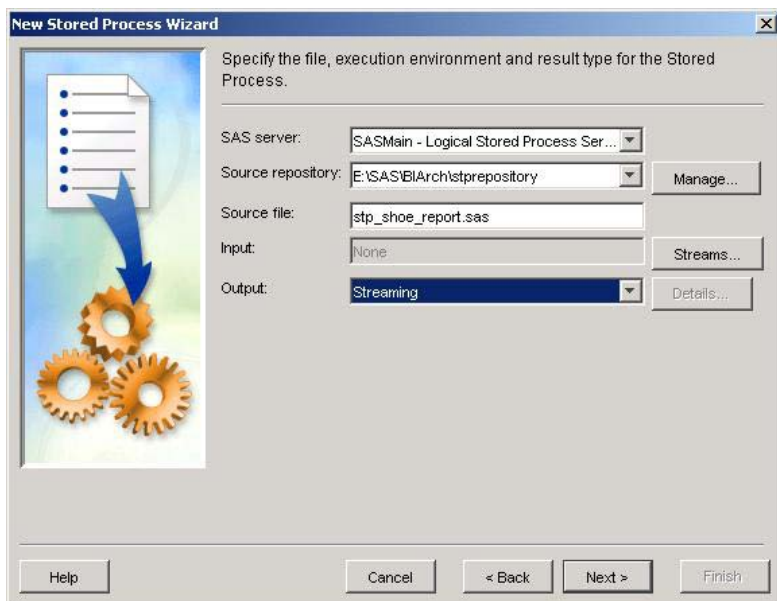 New Stored Process Wizard
Specify the file, execution environment and result type for the Stored
Process.
SAS server:
SASMain - Logical Stored Process Ser...
Source repository:
E:\SAS\BIArch\stprepository
Manage...
Source file:
stp_shoe_report.sas
Input:
None
Streams...
Output:
Streaming
Details...
Help
Cancel
< Back
Next >
Finish